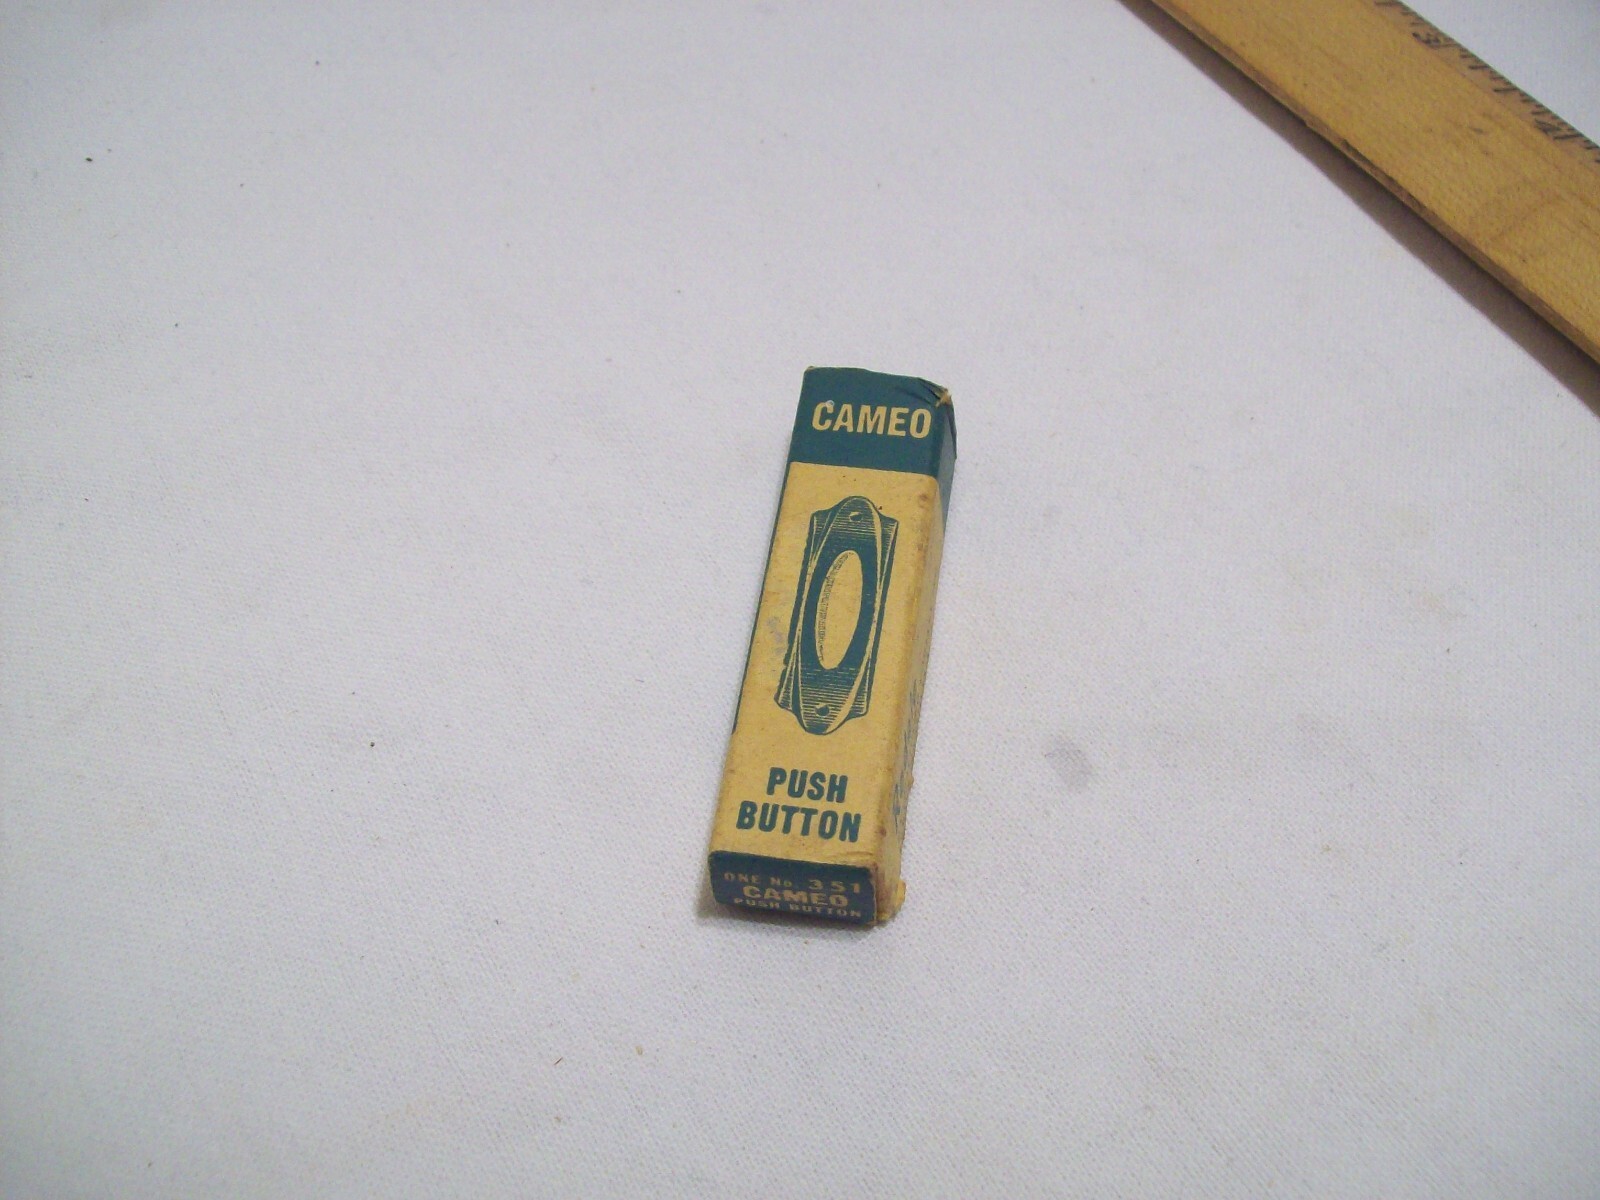 CAMEO
PUSH
BUTTON
ONE No. 351
CAMEO
PUSH BUTTON